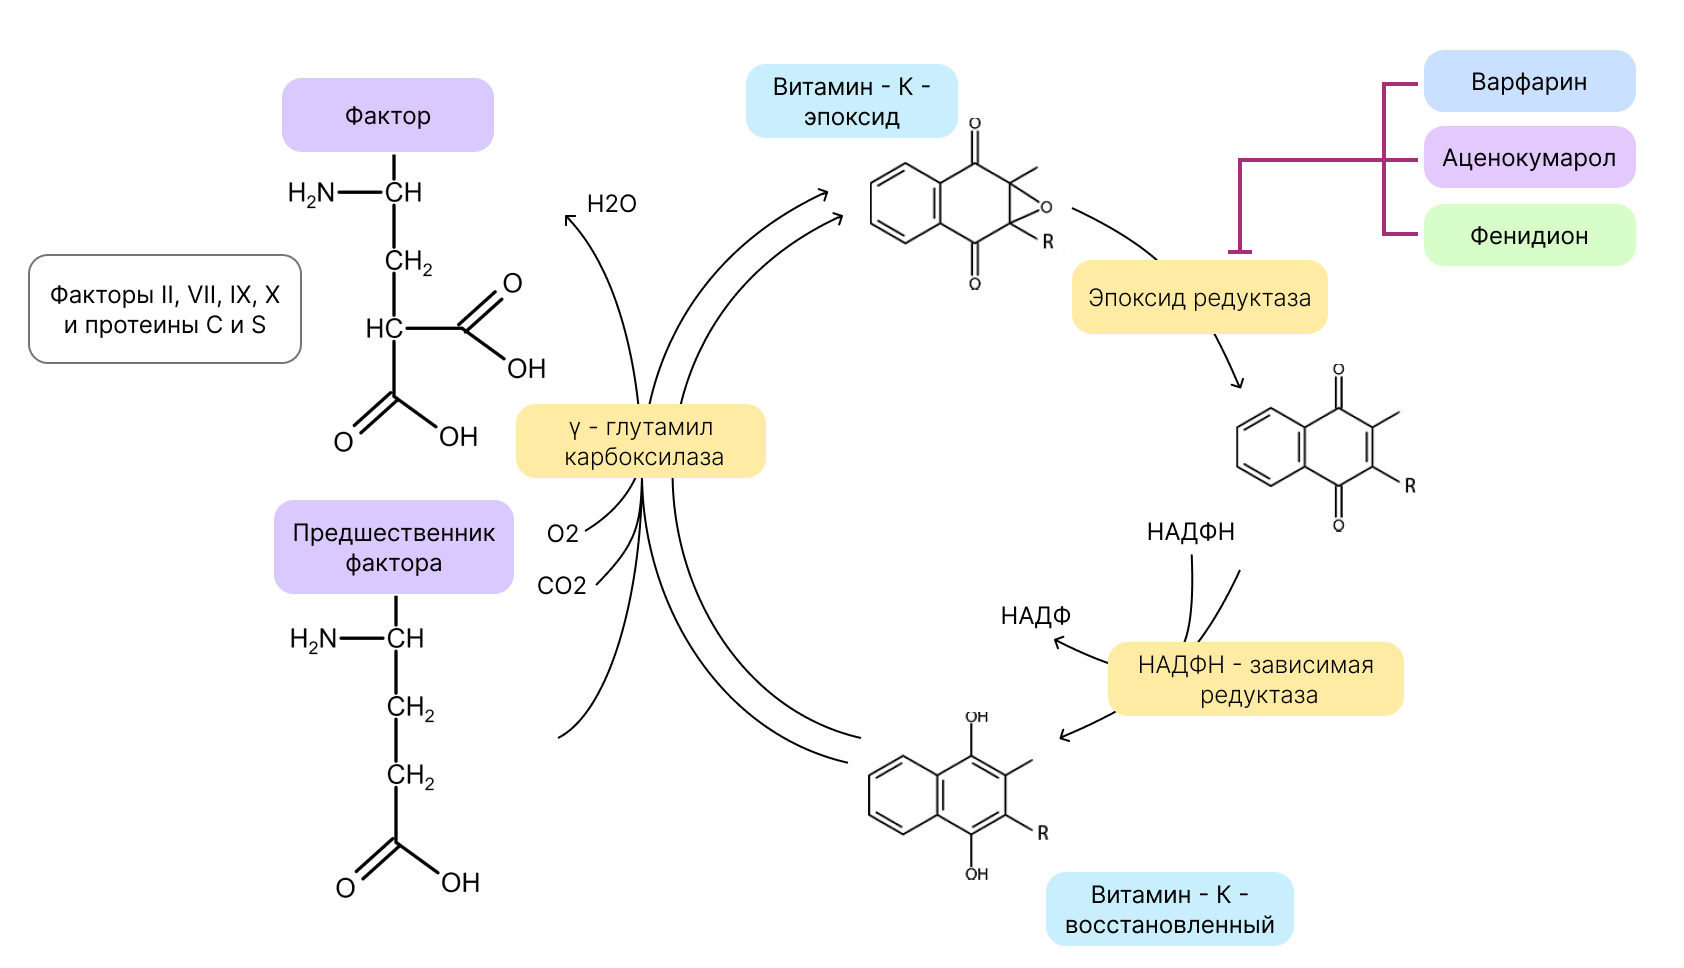 Фактор
H2N
CH
CH2
HC
O
OH
O
OH
Факторы II, VII, IX, X
и протеины C и S
Предшественник
фактора
H2N
CH
CH2
CH2
O
OH
H2O
γ - глутамил
карбоксилаза
O2
CO2
Витамин - К -
эпоксид
O
O
R
O
Варфарин
Аценокумарол
Фенидион
Эпоксид редуктаза
O
R
O
НАДФН
НАДФ
НАДФН - зависимая
редуктаза
OH
R
OH
Витамин - К -
восстановленный